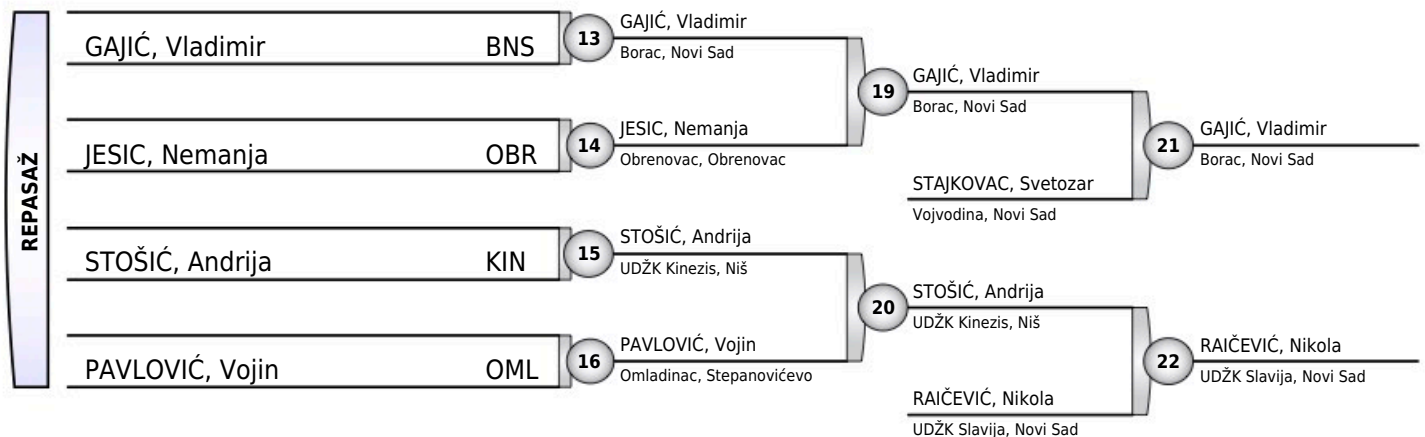 REPASAŽ
GAJIĆ, Vladimir BNS
13
GAJIĆ, Vladimir
Borac, Novi Sad
JESIC, Nemanja OBR
14
JESIC, Nemanja
Obrenovac, Obrenovac
19
GAJIĆ, Vladimir
Borac, Novi Sad
STAJKOVAC, Svetozar
Vojvodina, Novi Sad
21
GAJIĆ, Vladimir
Borac, Novi Sad
STOŠIĆ, Andrija KIN
15
STOŠIĆ, Andrija
UDŽK Kinezis, Niš
PAVLOVIĆ, Vojin OML
16
PAVLOVIĆ, Vojin
Omladinac, Stepanovićevo
20
STOŠIĆ, Andrija
UDŽK Kinezis, Niš
RAIČEVIĆ, Nikola
UDŽK Slavija, Novi Sad
22
RAIČEVIĆ, Nikola
UDŽK Slavija, Novi Sad